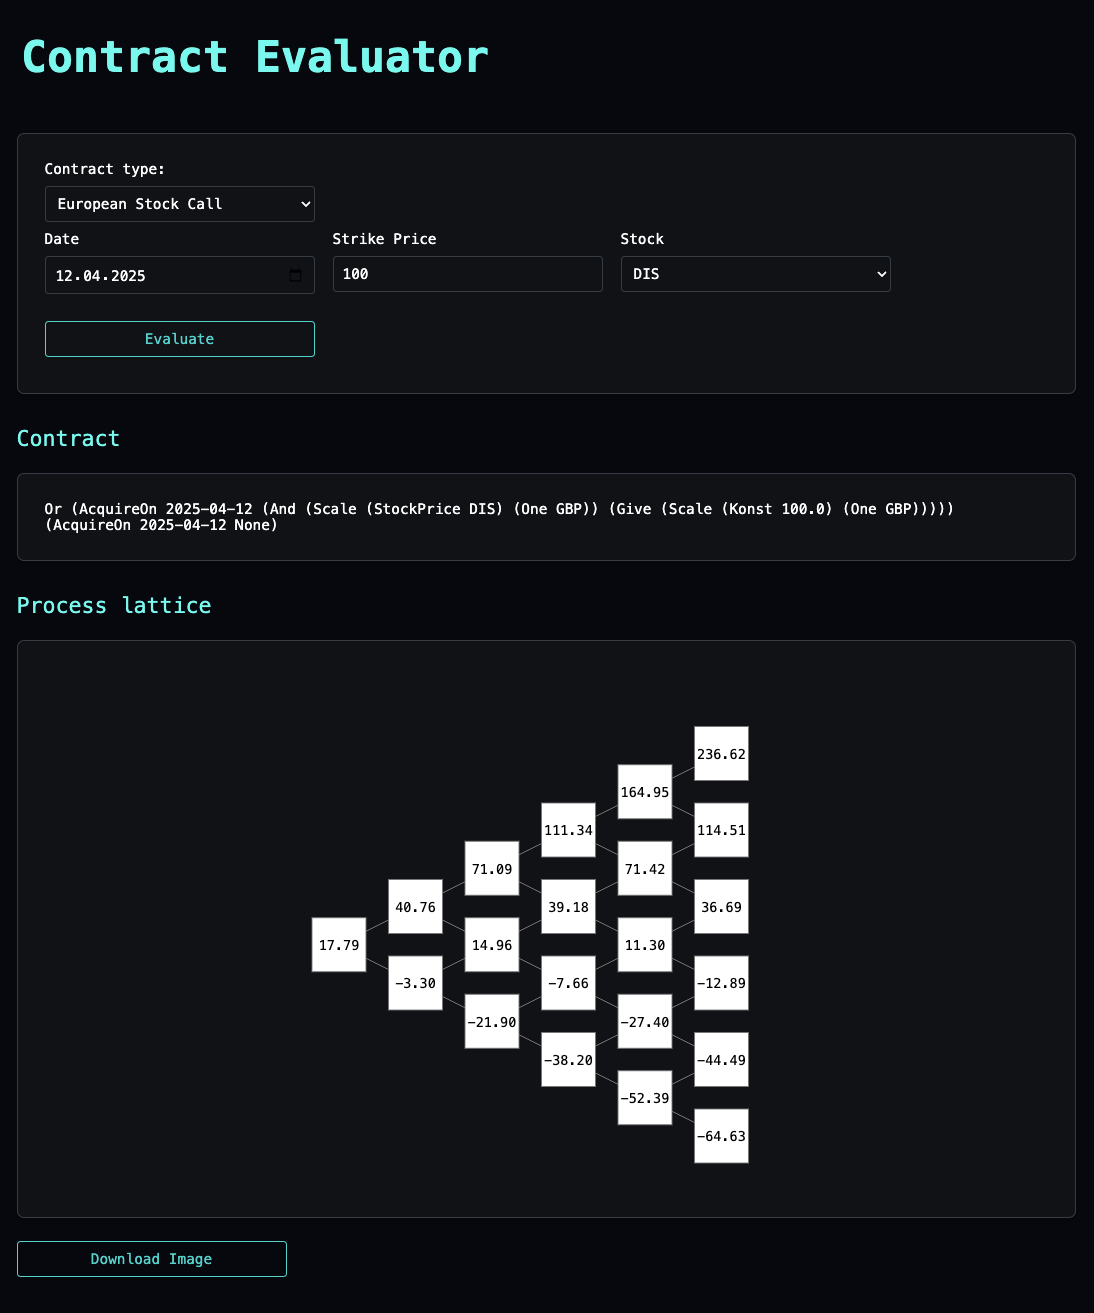 Contract Evaluator
Contract type:
European Stock Call
Date Strike Price Stock
12.04.2025 100 DIS
Evaluate
Contract
Or (AcquireOn 2025-04-12 (And (Scale (StockPrice DIS) (One GBP)) (Give (Scale (Konst 100.0) (One GBP)))))
(AcquireOn 2025-04-12 None)
Process lattice
236.62
164.95
111.34 114.51
71.09 71.42
40.76 39.18 36.69
17.79 14.96 11.30
-3.30 -7.66 -12.89
-21.90 -27.40
-38.20 -44.49
-52.39
-64.63
Download Image